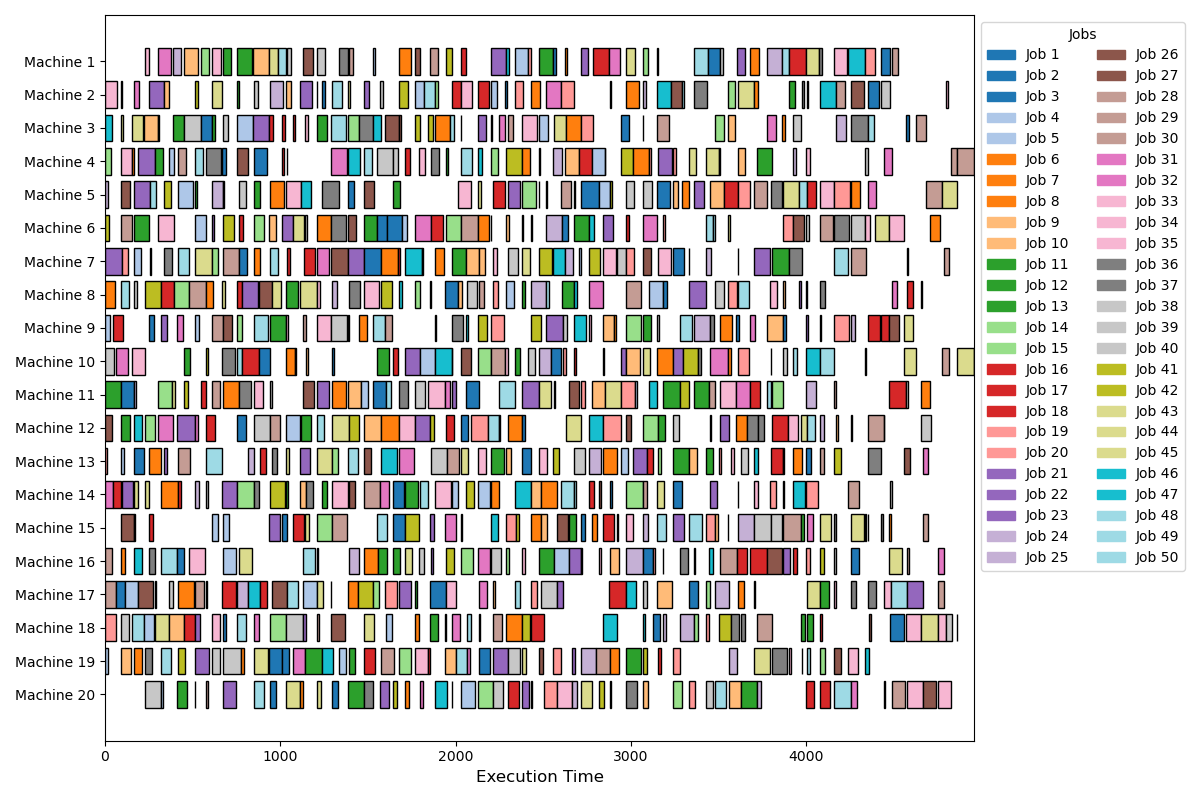 Machine 1
Machine 2
Machine 3
Machine 4
Machine 5
Machine 6
Machine 7
Machine 8
Machine 9
Machine 10
Machine 11
Machine 12
Machine 13
Machine 14
Machine 15
Machine 16
Machine 17
Machine 18
Machine 19
Machine 20
0 1000 2000 3000 4000
Execution Time
Jobs
Job 1
Job 2
Job 3
Job 4
Job 5
Job 6
Job 7
Job 8
Job 9
Job 10
Job 11
Job 12
Job 13
Job 14
Job 15
Job 16
Job 17
Job 18
Job 19
Job 20
Job 21
Job 22
Job 23
Job 24
Job 25
Job 26
Job 27
Job 28
Job 29
Job 30
Job 31
Job 32
Job 33
Job 34
Job 35
Job 36
Job 37
Job 38
Job 39
Job 40
Job 41
Job 42
Job 43
Job 44
Job 45
Job 46
Job 47
Job 48
Job 49
Job 50